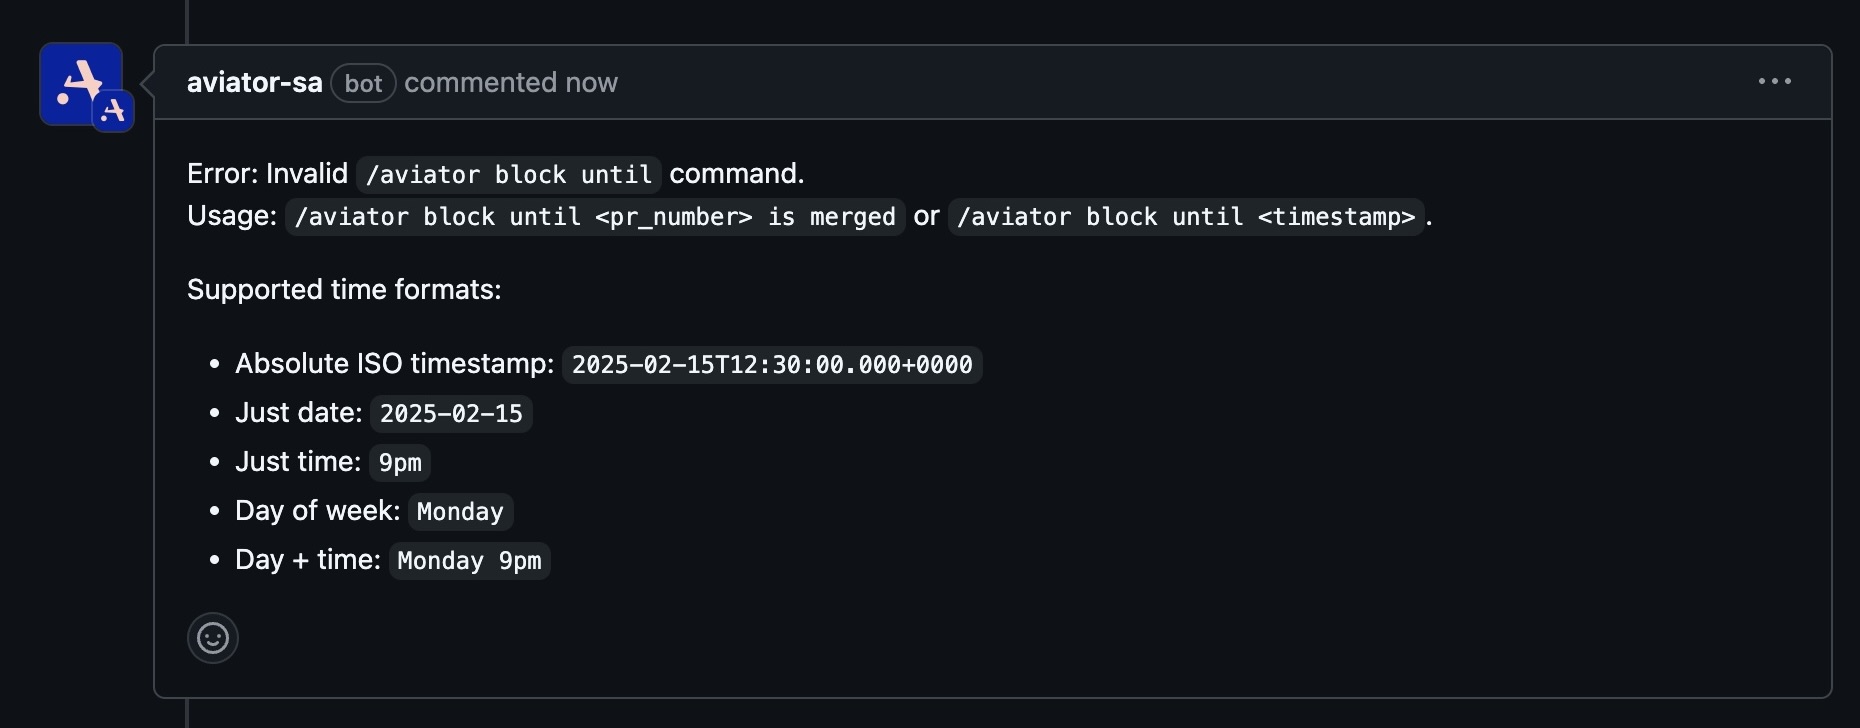 aviator-sa bot commented now
Error: Invalid /aviator block until command.
Usage: /aviator block until <pr_number> is merged or /aviator block until <timestamp>.
Supported time formats:
• Absolute ISO timestamp: 2025-02-15T12:30:00.000+0000
• Just date: 2025-02-15
• Just time: 9pm
• Day of week: Monday
• Day + time: Monday 9pm